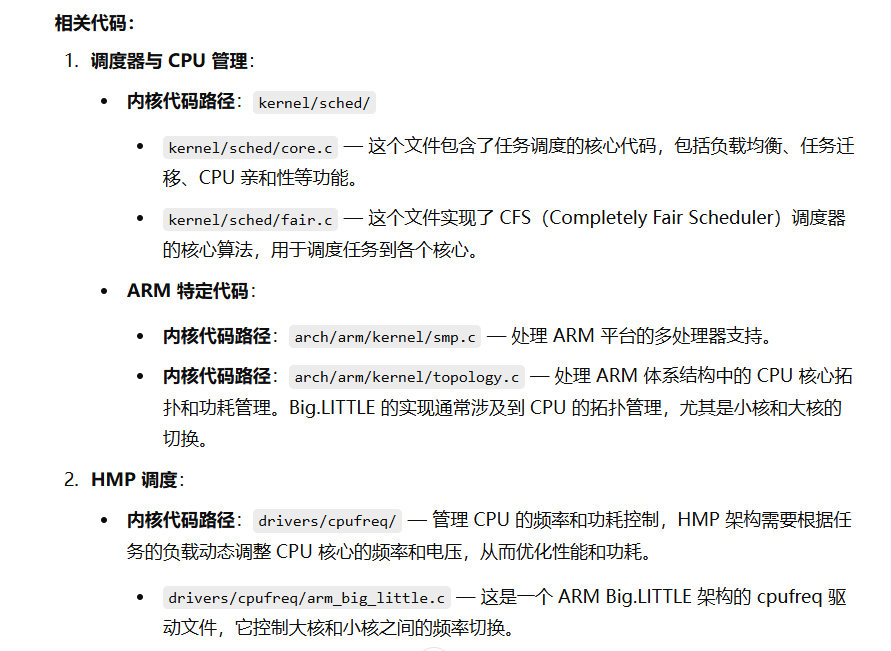 相关代码：
1. 调度器与 CPU 管理：
• 内核代码路径： kernel/sched/
• kernel/sched/core.c — 这个文件包含了任务调度的核心代码，包括负载均衡、任务迁
移、CPU 亲和性等功能。
• kernel/sched/fair.c — 这个文件实现了 CFS（Completely Fair Scheduler）调度器
的核心算法，用于调度任务到各个核心。
• ARM 特定代码：
• 内核代码路径： arch/arm/kernel/smp.c — 处理 ARM 平台的多处理器支持。
• 内核代码路径： arch/arm/kernel/topology.c — 处理 ARM 体系结构中的 CPU 核心拓
扑和功耗管理。Big.LITTLE 的实现通常涉及到 CPU 的拓扑管理，尤其是小核和大核的
切换。
2. HMP 调度：
• 内核代码路径： drivers/cpufreq/ — 管理 CPU 的频率和功耗控制，HMP 架构需要根据任
务的负载动态调整 CPU 核心的频率和电压，从而优化性能和功耗。
• drivers/cpufreq/arm_big_little.c — 这是一个 ARM Big.LITTLE 架构的 cpufreq 驱
动文件，它控制大核和小核之间的频率切换。